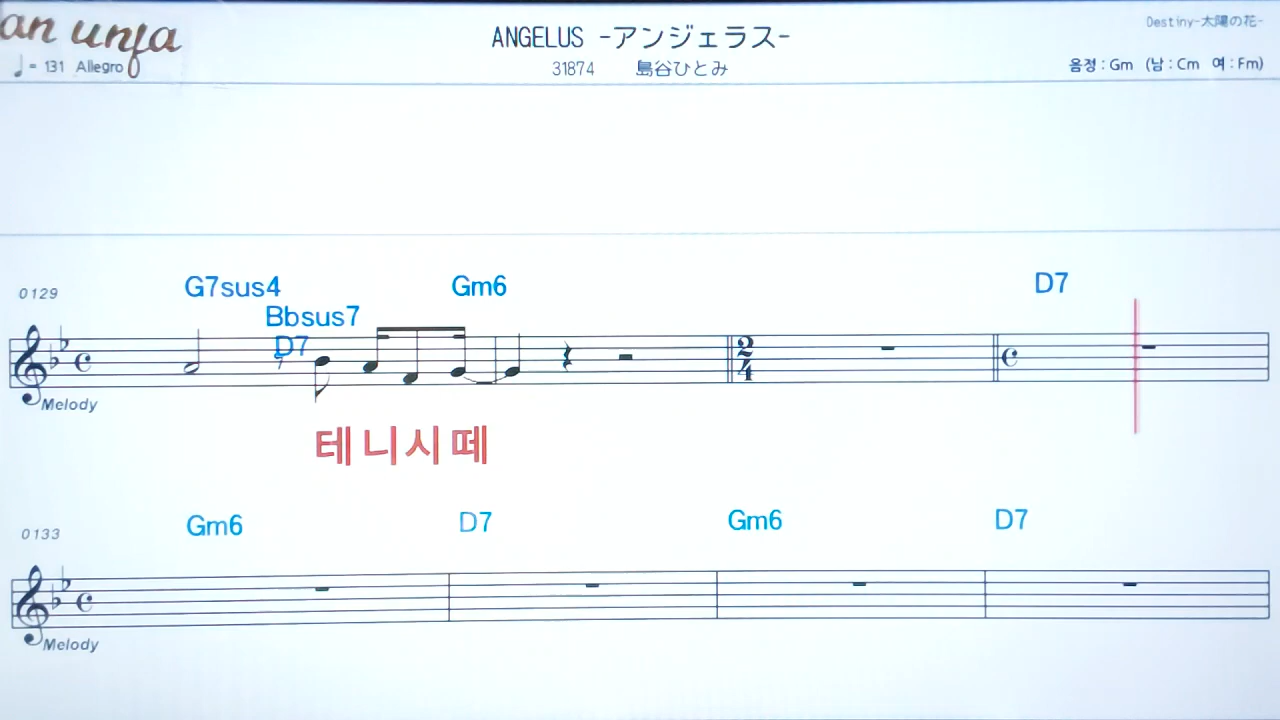 an unfa
ANGELUS -アンジェラス-
Destiny-太陽の花-
♩= 131 Allegro
31874 島谷ひとみ
음정 : Gm (남 : Cm 여 : Fm)
0129
G7sus4
Gm6
D7
Bbsus7
D7
2
4
Melody
테 니 시 떼
0133
Gm6
D7
Gm6
D7
Melody